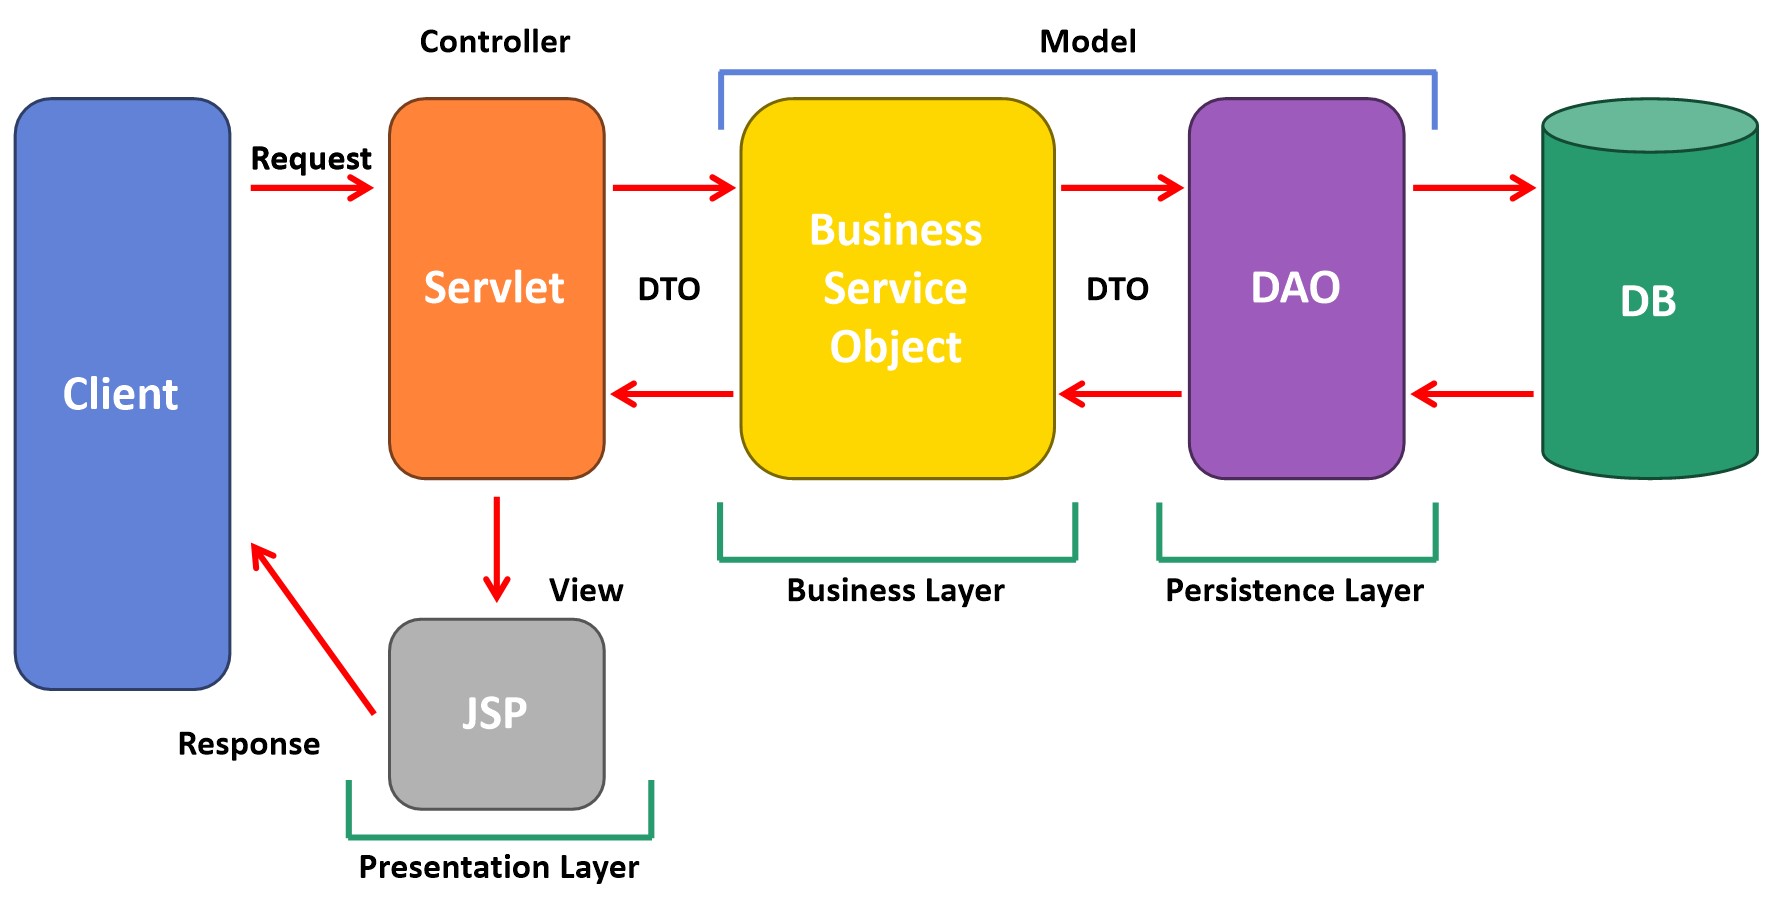 Controller
Model
Request
Client
Servlet
DTO
Business
Service
Object
DTO
DAO
DB
View
Business Layer
Persistence Layer
JSP
Response
Presentation Layer